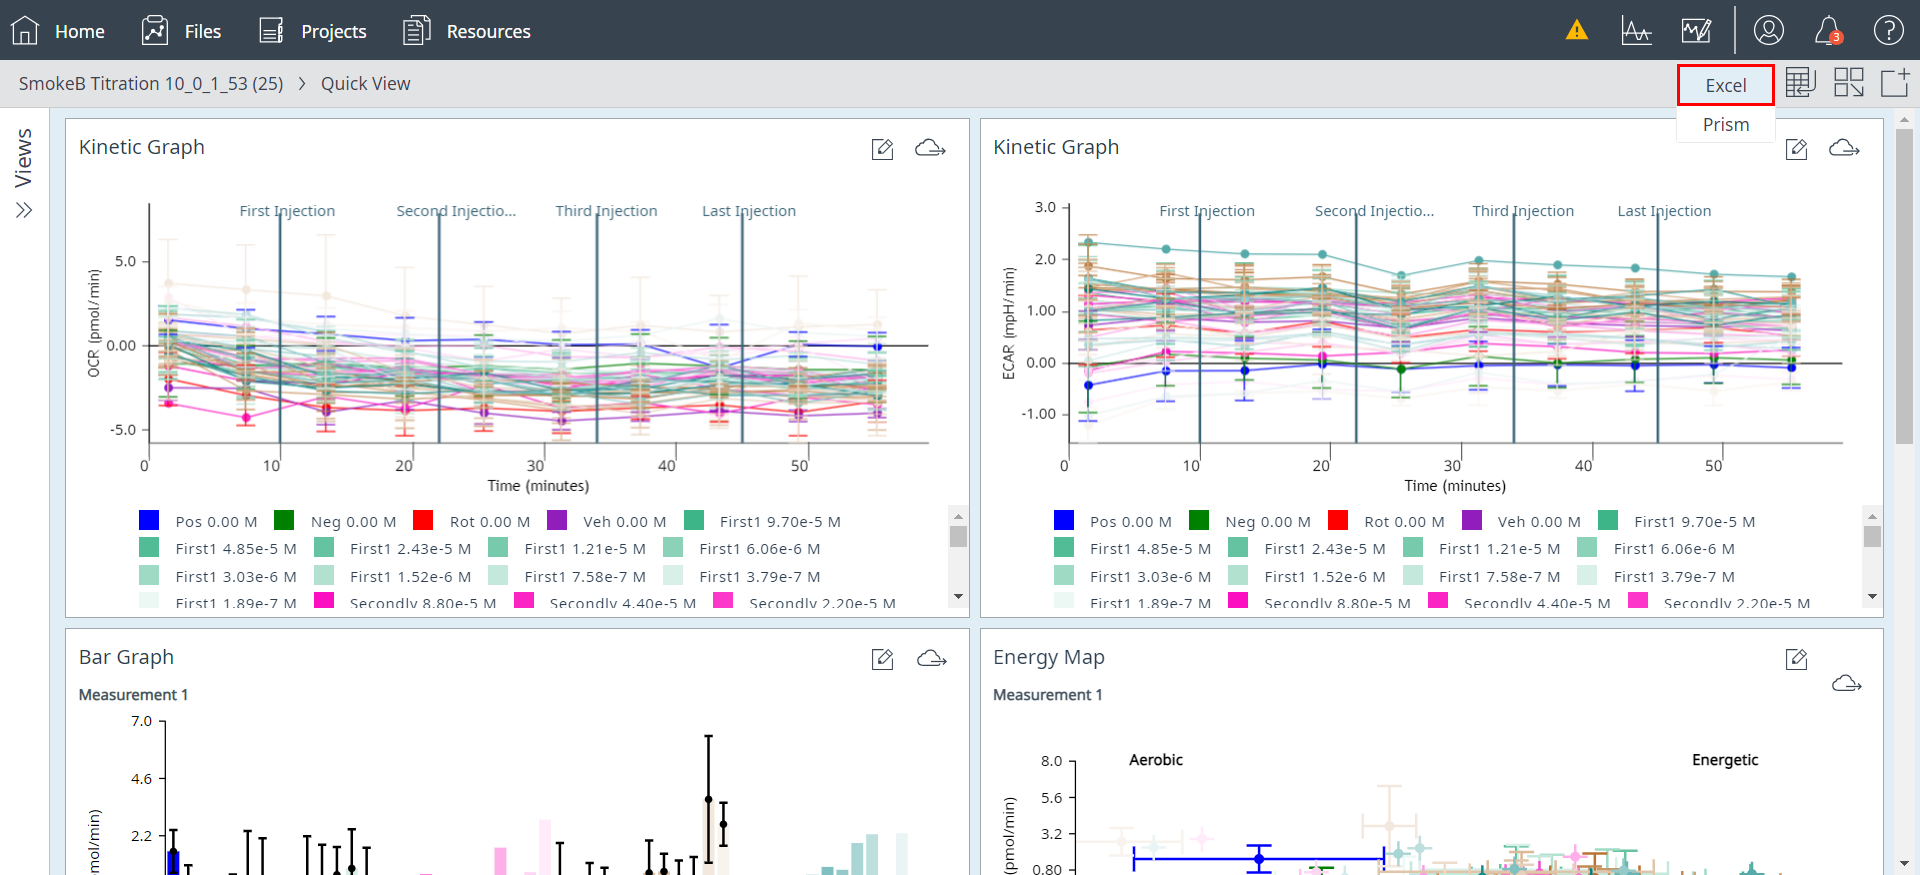 Home Files Projects Resources
3
SmokeB Titration 10_0_1_53 (25) > Quick View
Excel
Prism
Views
Kinetic Graph
First Injection Second Injectio... Third Injection Last Injection
OCR (pmol/min)
5.0
0.00
-5.0
0 10 20 30 40 50
Time (minutes)
Pos 0.00 M Neg 0.00 M Rot 0.00 M Veh 0.00 M First1 9.70e-5 M
First1 4.85e-5 M First1 2.43e-5 M First1 1.21e-5 M First1 6.06e-6 M
First1 3.03e-6 M First1 1.52e-6 M First1 7.58e-7 M First1 3.79e-7 M
First1 1.89e-7 M Secondly 8.80e-5 M Secondly 4.40e-5 M Secondly 2.20e-5 M
Kinetic Graph
First Injection Second Injectio... Third Injection Last Injection
ECAR (mpH/min)
3.0
2.0
1.00
0.00
-1.00
0 10 20 30 40 50
Time (minutes)
Pos 0.00 M Neg 0.00 M Rot 0.00 M Veh 0.00 M First1 9.70e-5 M
First1 4.85e-5 M First1 2.43e-5 M First1 1.21e-5 M First1 6.06e-6 M
First1 3.03e-6 M First1 1.52e-6 M First1 7.58e-7 M First1 3.79e-7 M
First1 1.89e-7 M Secondly 8.80e-5 M Secondly 4.40e-5 M Secondly 2.20e-5 M
Bar Graph
Measurement 1
7.0
4.6
2.2
mol/min)
Energy Map
Measurement 1
Aerobic Energetic
8.0
5.6
3.2
0.80
(pmol/min)